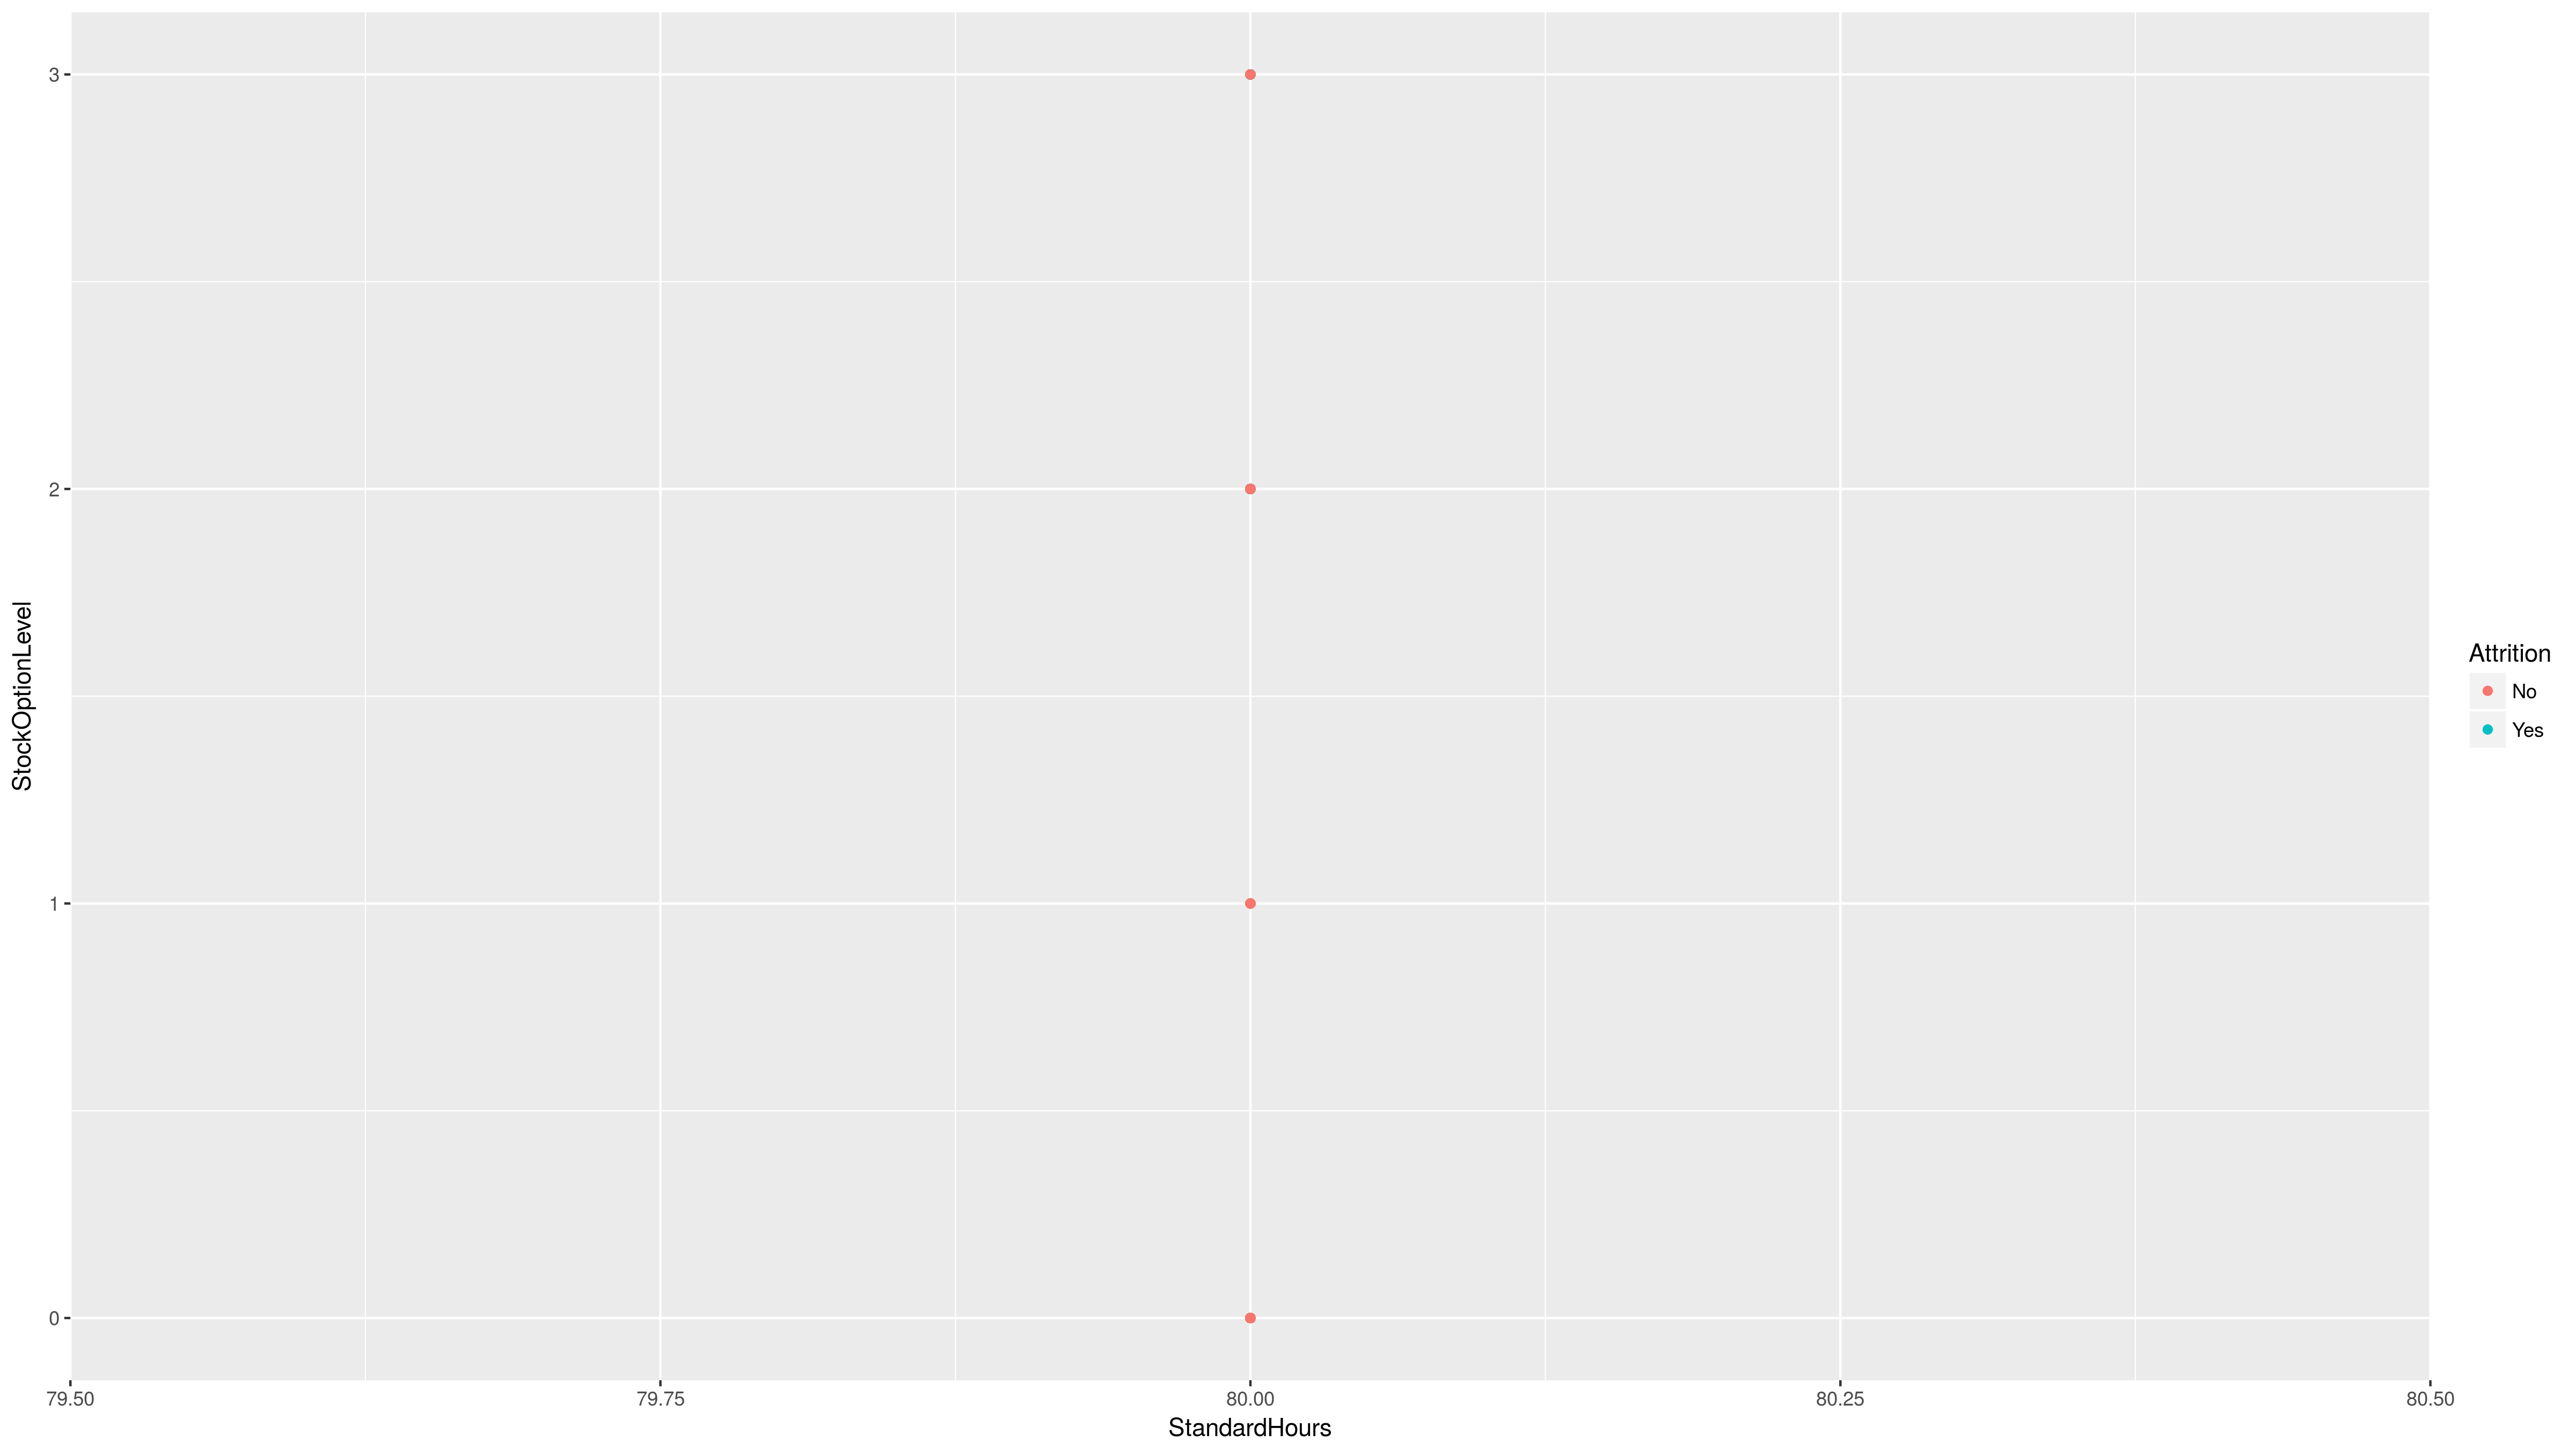 3
2
1
0
StockOptionLevel
79.50 79.75 80.00 80.25 80.50
StandardHours
Attrition
No
Yes